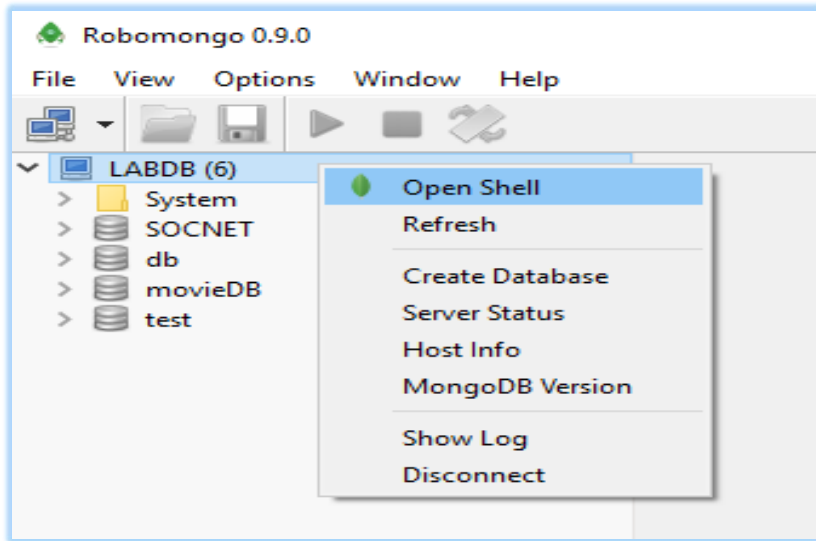 Robomongo 0.9.0
File View Options Window Help
LABDB (6)
System
SOCNET
db
movieDB
test
Open Shell
Refresh
Create Database
Server Status
Host Info
MongoDB Version
Show Log
Disconnect